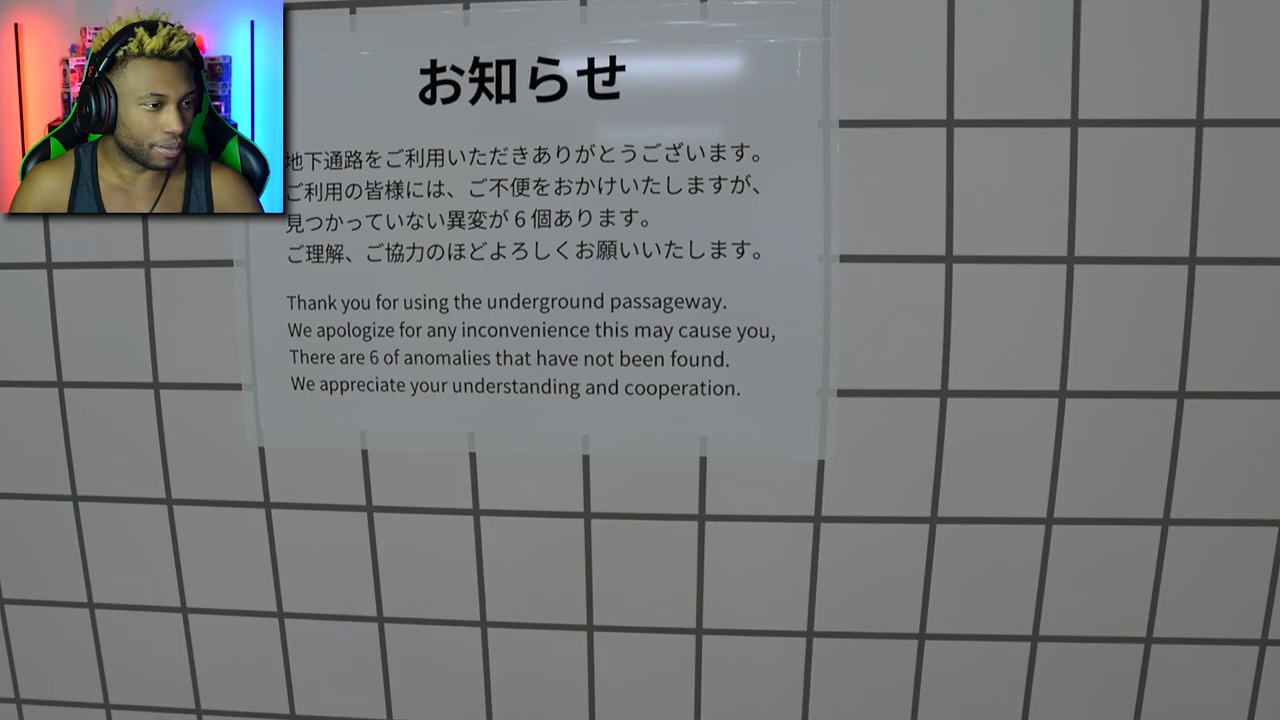 お知らせ
地下通路をご利用いただきありがとうございます。
ご利用の皆様には、ご不便をおかけいたしますが、
見つかっていない異変が６個あります。
ご理解、ご協力のほどよろしくお願いいたします。
Thank you for using the underground passageway.
We apologize for any inconvenience this may cause you,
There are 6 of anomalies that have not been found.
We appreciate your understanding and cooperation.